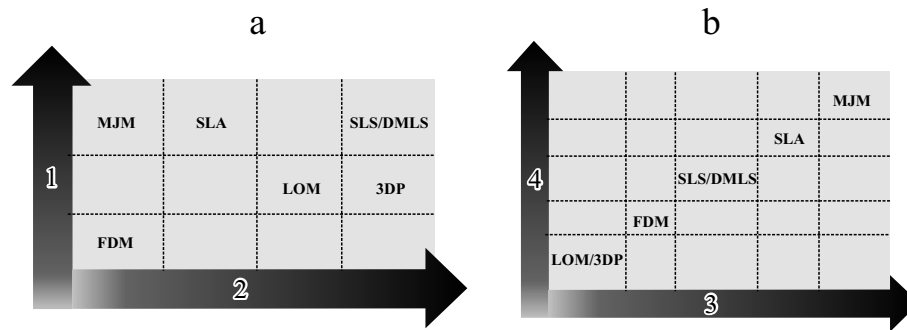 a
b
MJM SLA SLS/DMLS
1
LOM 3DP
FDM
2
MJM
SLA
4
SLS/DMLS
FDM
LOM/3DP
3